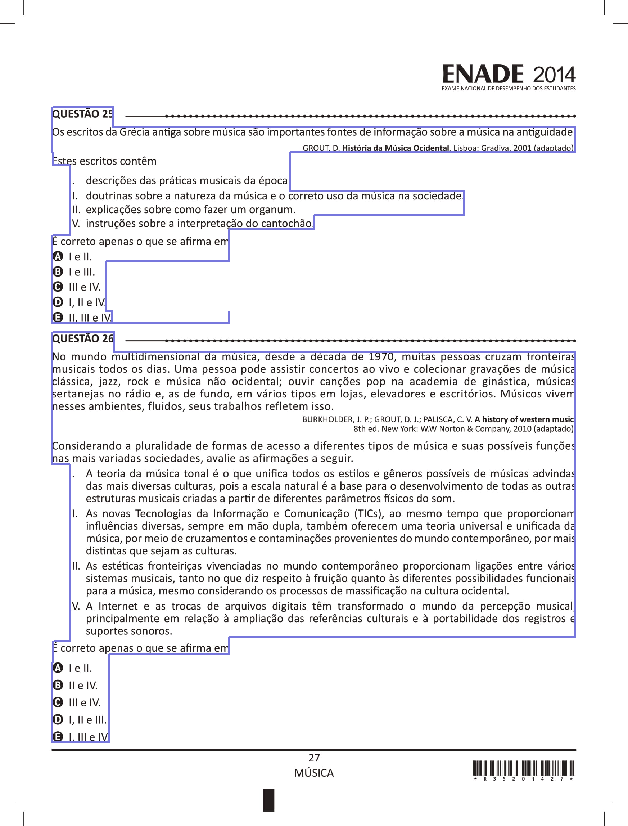 ENADE 2014
EXAME NACIONAL DE DESEMPENHO DOS ESTUDANTES
QUESTÃO 25
Os escritos da Grécia antiga sobre música são importantes fontes de informação sobre a música na antiguidade.
GROUT, D. História da Música Ocidental. Lisboa: Gradiva, 2001 (adaptado).
Estes escritos contêm
I. descrições das práticas musicais da época.
II. doutrinas sobre a natureza da música e o correto uso da música na sociedade.
III. explicações sobre como fazer um organum.
IV. instruções sobre a interpretação do cantochão.
É correto apenas o que se afirma em
A I e II.
B I e III.
C III e IV.
D I, II e IV.
E II, III e IV.
QUESTÃO 26
No mundo multidimensional da música, desde a década de 1970, muitas pessoas cruzam fronteiras
musicais todos os dias. Uma pessoa pode assistir concertos ao vivo e colecionar gravações de música
clássica, jazz, rock e música não ocidental; ouvir canções pop na academia de ginástica, músicas
sertanejas no rádio e, as de fundo, em vários tipos em lojas, elevadores e escritórios. Músicos vivem
nesses ambientes, fluidos, seus trabalhos refletem isso.
BURKHOLDER, J. P.; GROUT, D. J.; PALISCA, C. V. A history of western music.
8th ed. New York: WW Norton & Company, 2010 (adaptado).
Considerando a pluralidade de formas de acesso a diferentes tipos de música e suas possíveis funções
nas mais variadas sociedades, avalie as afirmações a seguir.
I. A teoria da música tonal é o que unifica todos os estilos e gêneros possíveis de músicas advindas
das mais diversas culturas, pois a escala natural é a base para o desenvolvimento de todas as outras
estruturas musicais criadas a partir de diferentes parâmetros físicos do som.
II. As novas Tecnologias da Informação e Comunicação (TICs), ao mesmo tempo que proporcionam
influências diversas, sempre em mão dupla, também oferecem uma teoria universal e unificada da
música, por meio de cruzamentos e contaminações provenientes do mundo contemporâneo, por mais
distintas que sejam as culturas.
III. As estéticas fronteiriças vivenciadas no mundo contemporâneo proporcionam ligações entre vários
sistemas musicais, tanto no que diz respeito à fruição quanto às diferentes possibilidades funcionais
para a música, mesmo considerando os processos de massificação na cultura ocidental.
IV. A Internet e as trocas de arquivos digitais têm transformado o mundo da percepção musical,
principalmente em relação à ampliação das referências culturais e à portabilidade dos registros e
suportes sonoros.
É correto apenas o que se afirma em
A I e II.
B II e IV.
C III e IV.
D I, II e III.
E I, III e IV.
27
MÚSICA